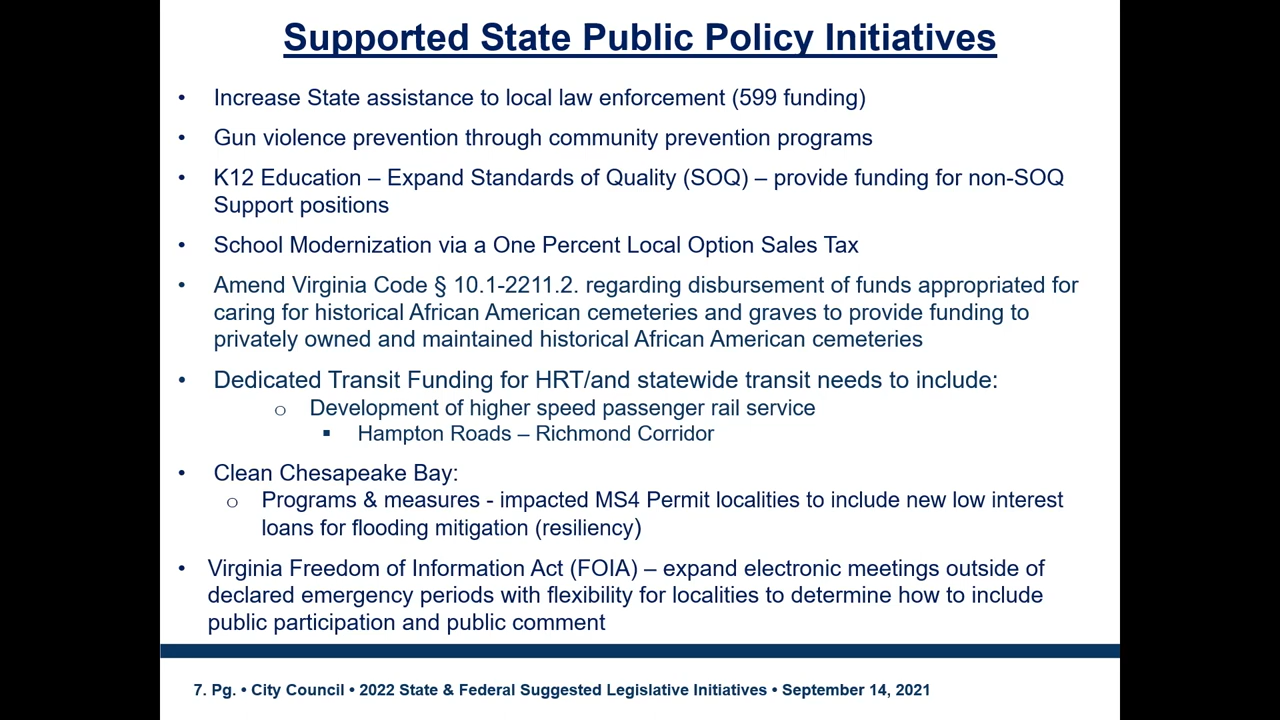 Supported State Public Policy Initiatives
• Increase State assistance to local law enforcement (599 funding)
• Gun violence prevention through community prevention programs
• K12 Education – Expand Standards of Quality (SOQ) – provide funding for non-SOQ
Support positions
• School Modernization via a One Percent Local Option Sales Tax
• Amend Virginia Code § 10.1-2211.2. regarding disbursement of funds appropriated for
caring for historical African American cemeteries and graves to provide funding to
privately owned and maintained historical African American cemeteries
• Dedicated Transit Funding for HRT/and statewide transit needs to include:
o Development of higher speed passenger rail service
▪ Hampton Roads – Richmond Corridor
• Clean Chesapeake Bay:
o Programs & measures - impacted MS4 Permit localities to include new low interest
loans for flooding mitigation (resiliency)
• Virginia Freedom of Information Act (FOIA) – expand electronic meetings outside of
declared emergency periods with flexibility for localities to determine how to include
public participation and public comment
7. Pg. • City Council • 2022 State & Federal Suggested Legislative Initiatives • September 14, 2021